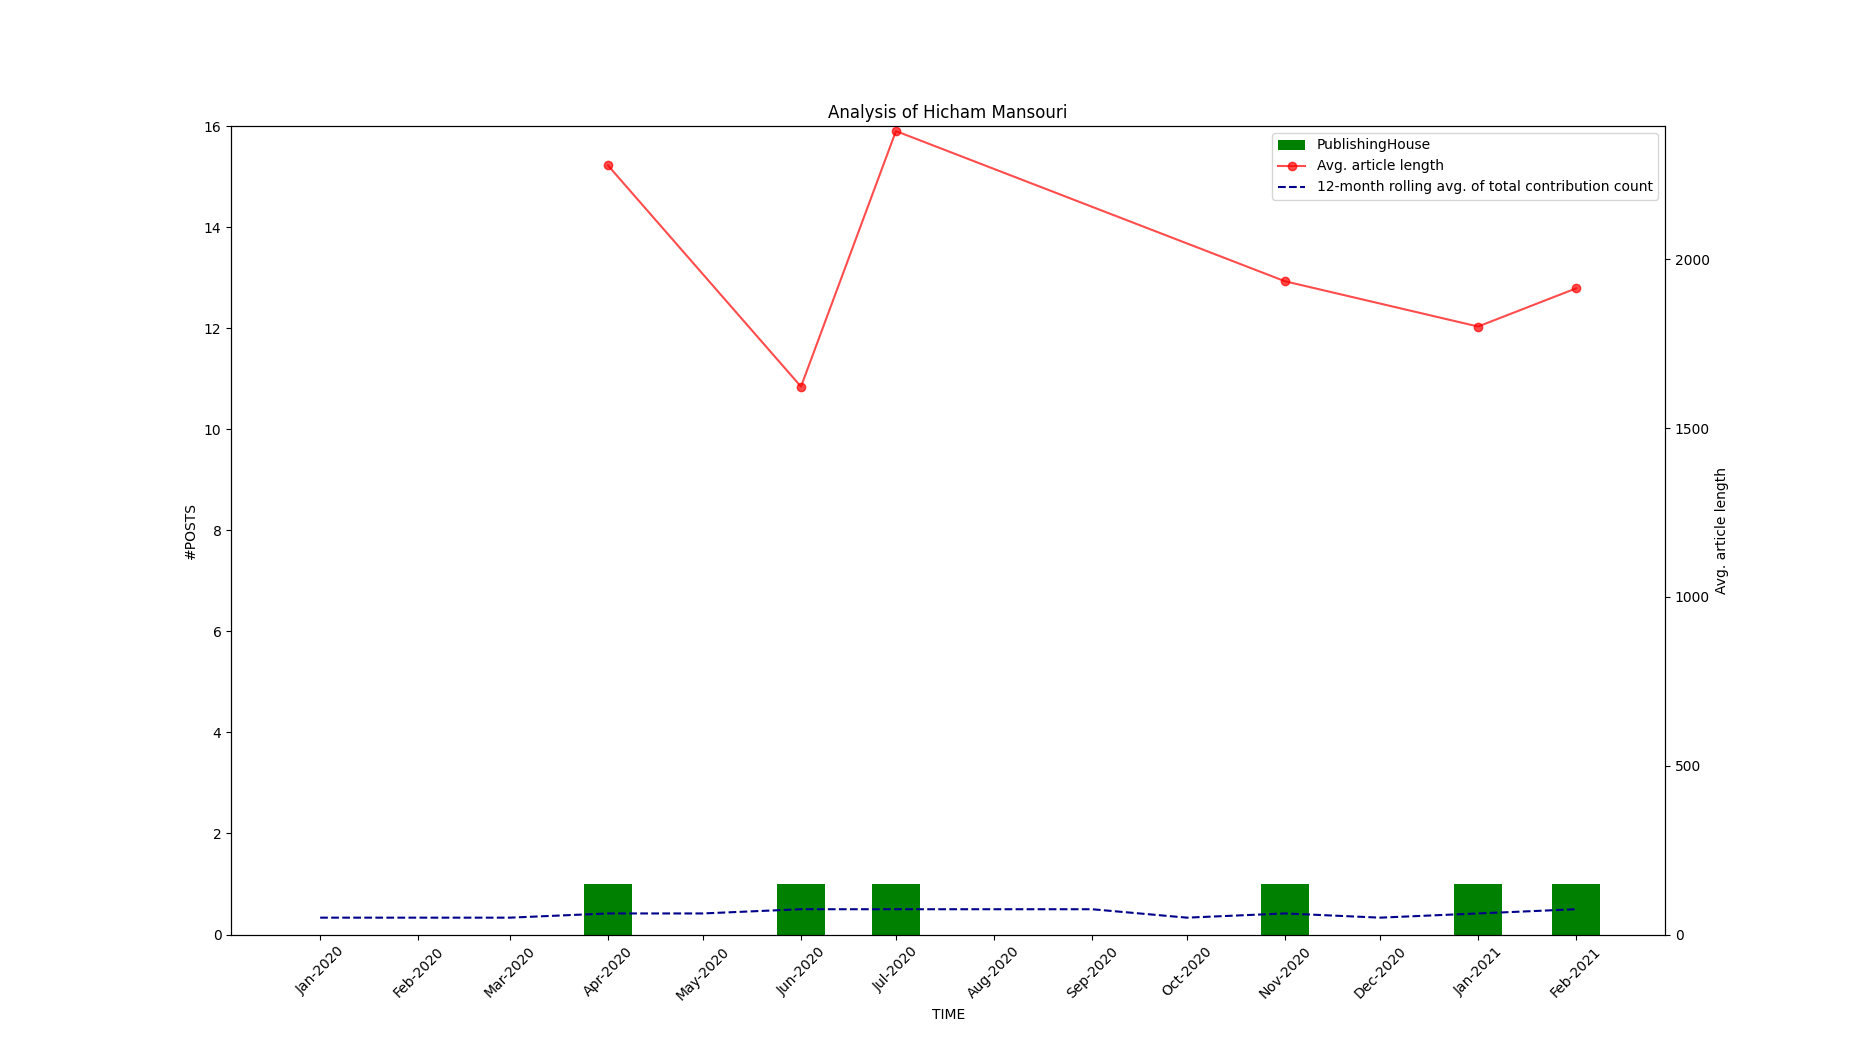 Analysis of Hicham Mansouri
PublishingHouse
Avg. article length
12-month rolling avg. of total contribution count
16
14
12
10
8
6
4
2
0
#POSTS
2000
1500
1000
500
0
Avg. article length
Jan-2020
Feb-2020
Mar-2020
Apr-2020
May-2020
Jun-2020
Jul-2020
Aug-2020
Sep-2020
Oct-2020
Nov-2020
Dec-2020
Jan-2021
Feb-2021
TIME